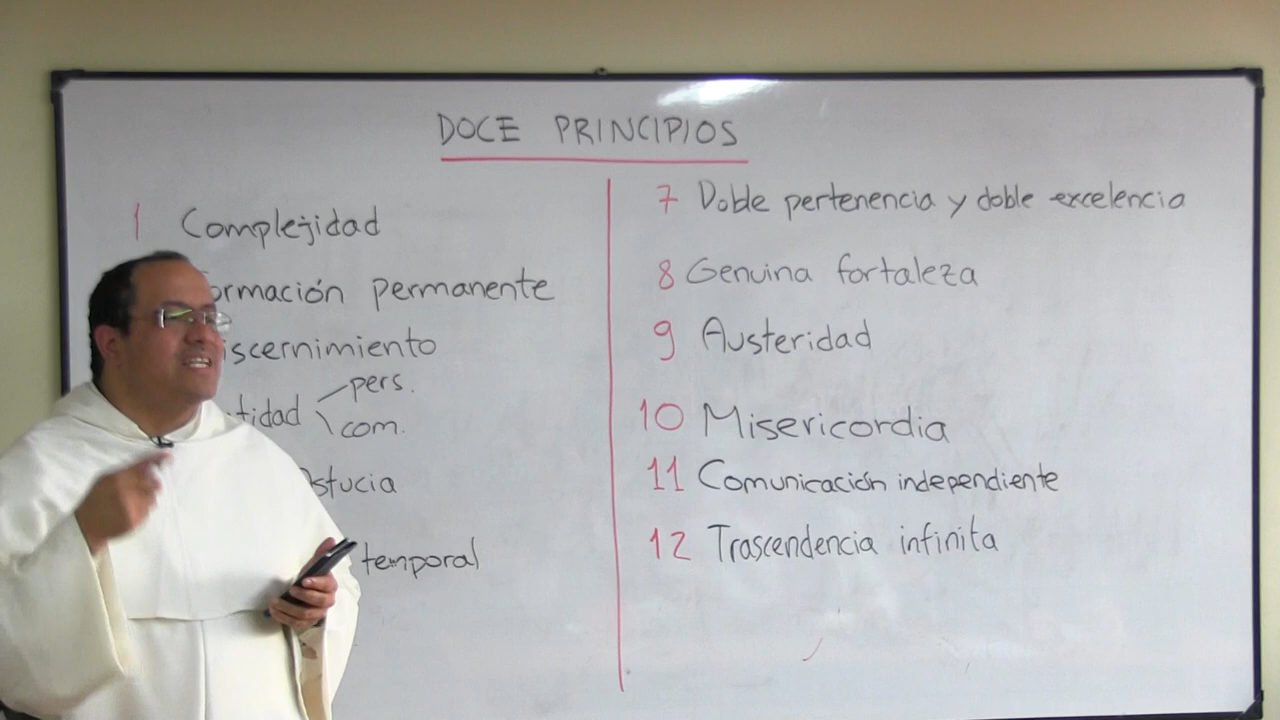 DOCE PRINCIPIOS
1 Complejidad
ormación permanente
iscernimiento
tidad pers.
com.
stucia
temporal
7 Doble pertenencia y doble excelencia
8 Genuina fortaleza
9 Austeridad
10 Misericordia
11 Comunicación independiente
12 Trascendencia infinita